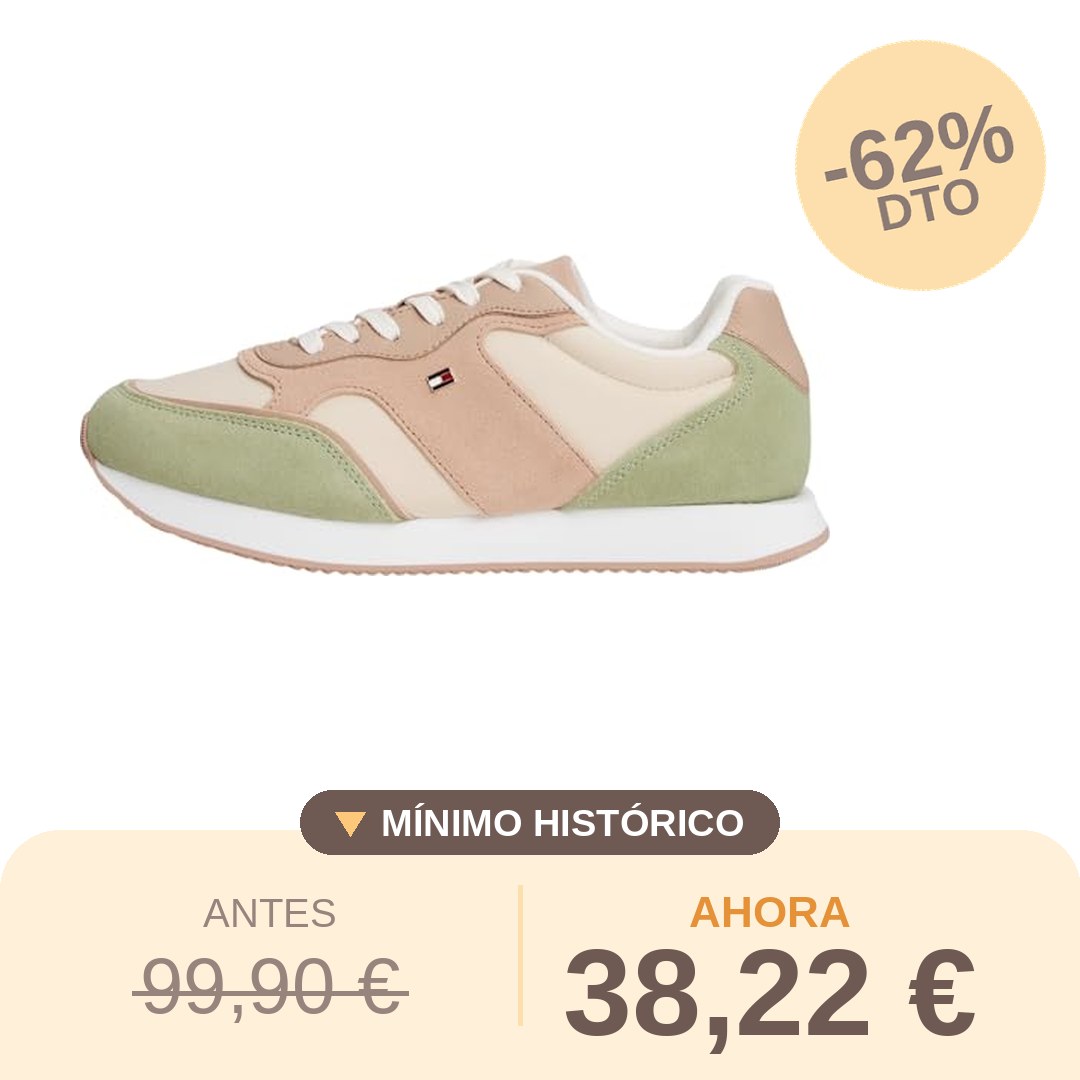 -62%
DTO
MÍNIMO HISTÓRICO
ANTES
99,90 €
AHORA
38,22 €